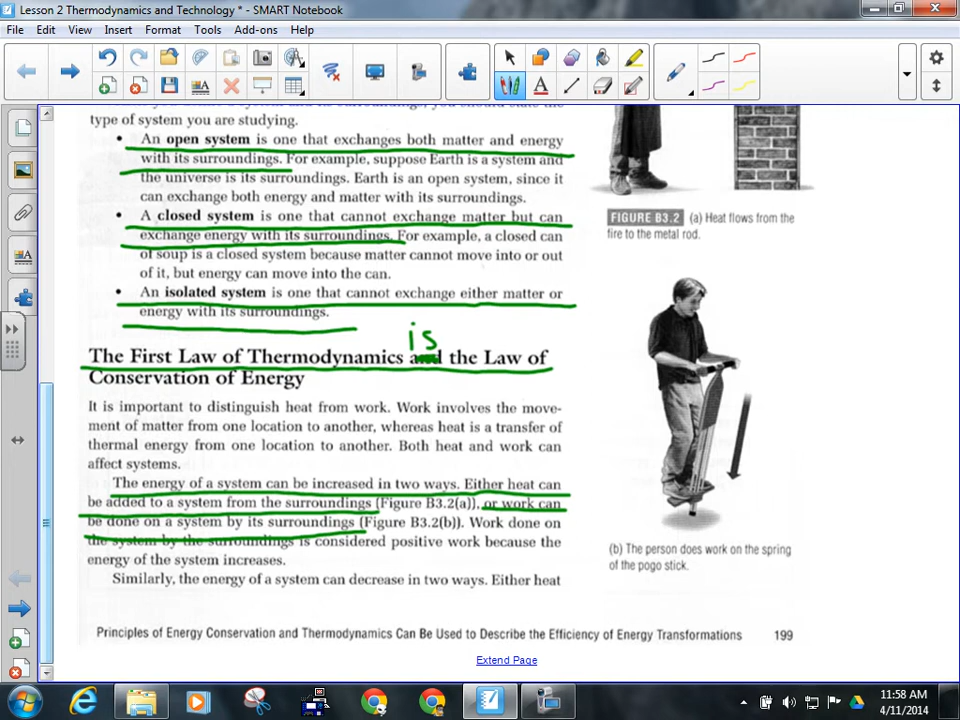 Lesson 2 Thermodynamics and Technology * - SMART Notebook
File Edit View Insert Format Tools Add-ons Help
type of system you are studying.
• An open system is one that exchanges both matter and energy
with its surroundings. For example, suppose Earth is a system and
the universe is its surroundings. Earth is an open system, since it
can exchange both energy and matter with its surroundings.
• A closed system is one that cannot exchange matter but can
exchange energy with its surroundings. For example, a closed can
of soup is a closed system because matter cannot move into or out
of it, but energy can move into the can.
• An isolated system is one that cannot exchange either matter or
energy with its surroundings.
is
The First Law of Thermodynamics and the Law of
Conservation of Energy
It is important to distinguish heat from work. Work involves the move-
ment of matter from one location to another, whereas heat is a transfer of
thermal energy from one location to another. Both heat and work can
affect systems.
The energy of a system can be increased in two ways. Either heat can
be added to a system from the surroundings (Figure B3.2(a)), or work can
be done on a system by its surroundings (Figure B3.2(b)). Work done on
the system by the surroundings is considered positive work because the
energy of the system increases.
Similarly, the energy of a system can decrease in two ways. Either heat
FIGURE B3.2 (a) Heat flows from the
fire to the metal rod.
(b) The person does work on the spring
of the pogo stick.
Principles of Energy Conservation and Thermodynamics Can Be Used to Describe the Efficiency of Energy Transformations 199
Extend Page
11:58 AM
4/11/2014